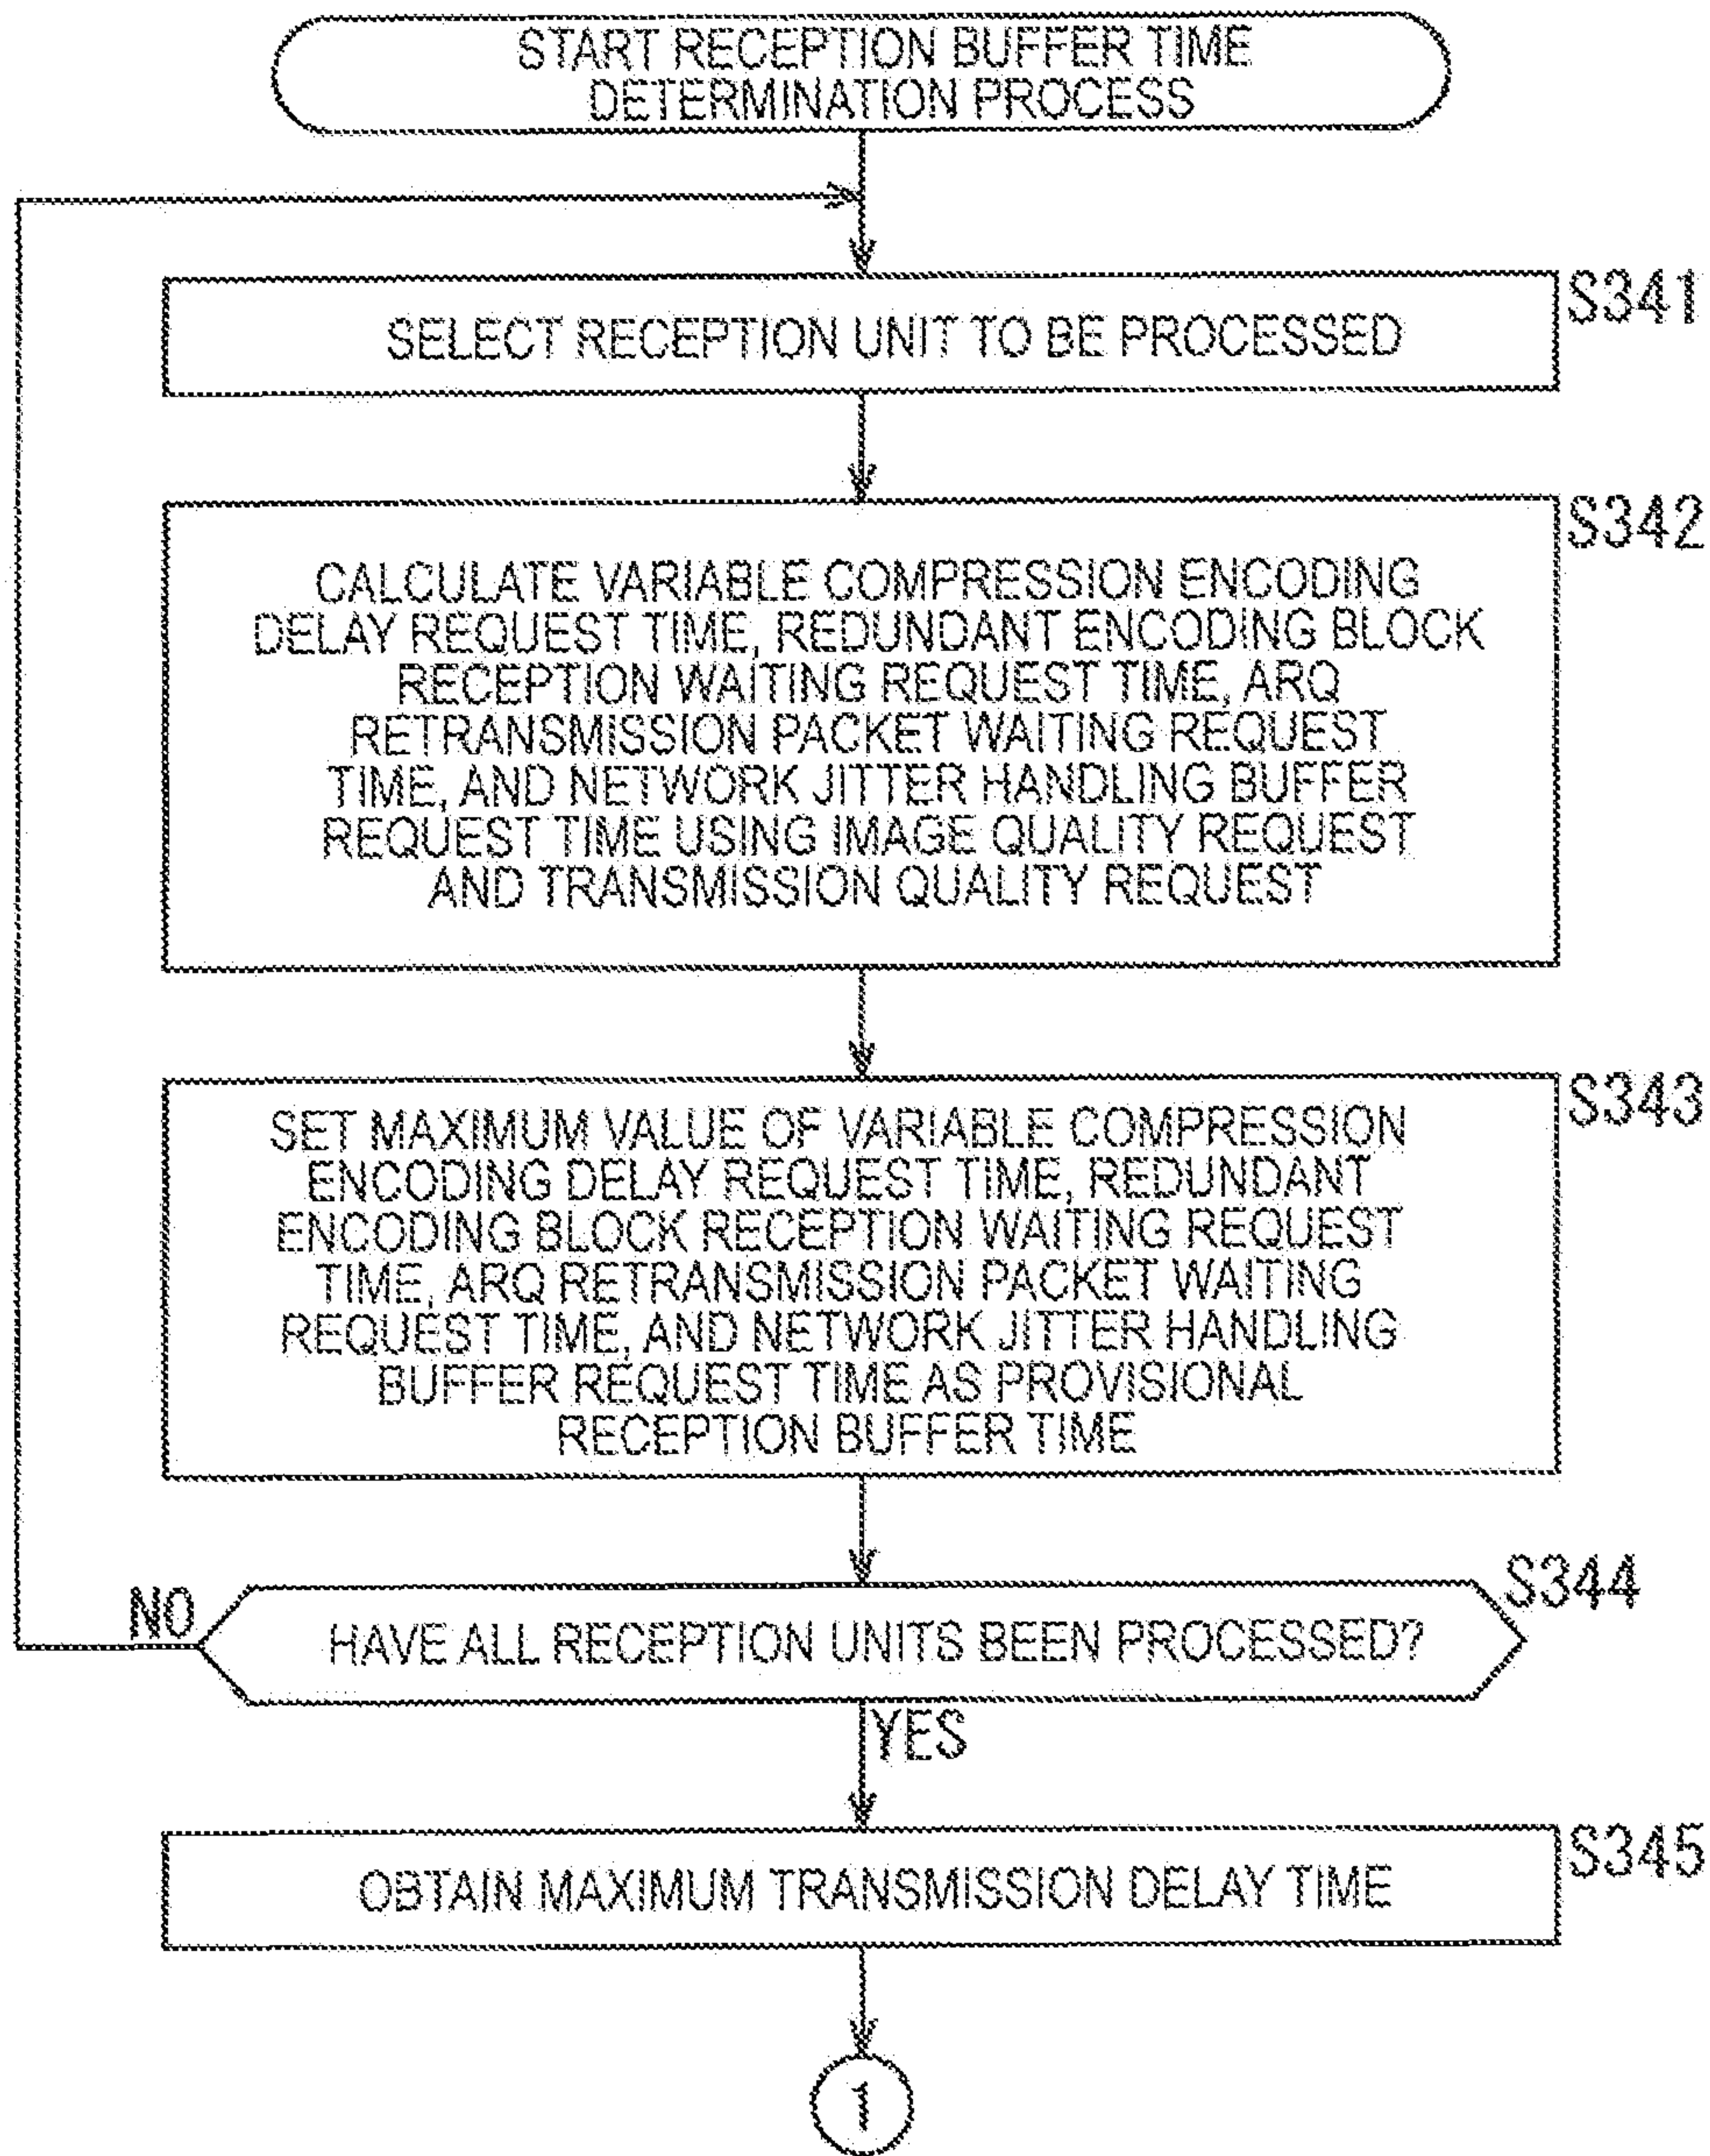 START RECEPTION BUFFER TIME
DETERMINATION PROCESS
S341
SELECT RECEPTION UNIT TO BE PROCESSED
S342
CALCULATE VARIABLE COMPRESSION ENCODING
DELAY REQUEST TIME, REDUNDANT ENCODING BLOCK
RECEPTION WAITING REQUEST TIME, ARQ
RETRANSMISSION PACKET WAITING REQUEST
TIME, AND NETWORK JITTER HANDLING BUFFER
REQUEST TIME USING IMAGE QUALITY REQUEST
AND TRANSMISSION QUALITY REQUEST
S343
SET MAXIMUM VALUE OF VARIABLE COMPRESSION
ENCODING DELAY REQUEST TIME, REDUNDANT
ENCODING BLOCK RECEPTION WAITING REQUEST
TIME, ARQ RETRANSMISSION PACKET WAITING
REQUEST TIME, AND NETWORK JITTER HANDLING
BUFFER REQUEST TIME AS PROVISIONAL
RECEPTION BUFFER TIME
S344
NO
HAVE ALL RECEPTION UNITS BEEN PROCESSED?
YES
S345
OBTAIN MAXIMUM TRANSMISSION DELAY TIME
1